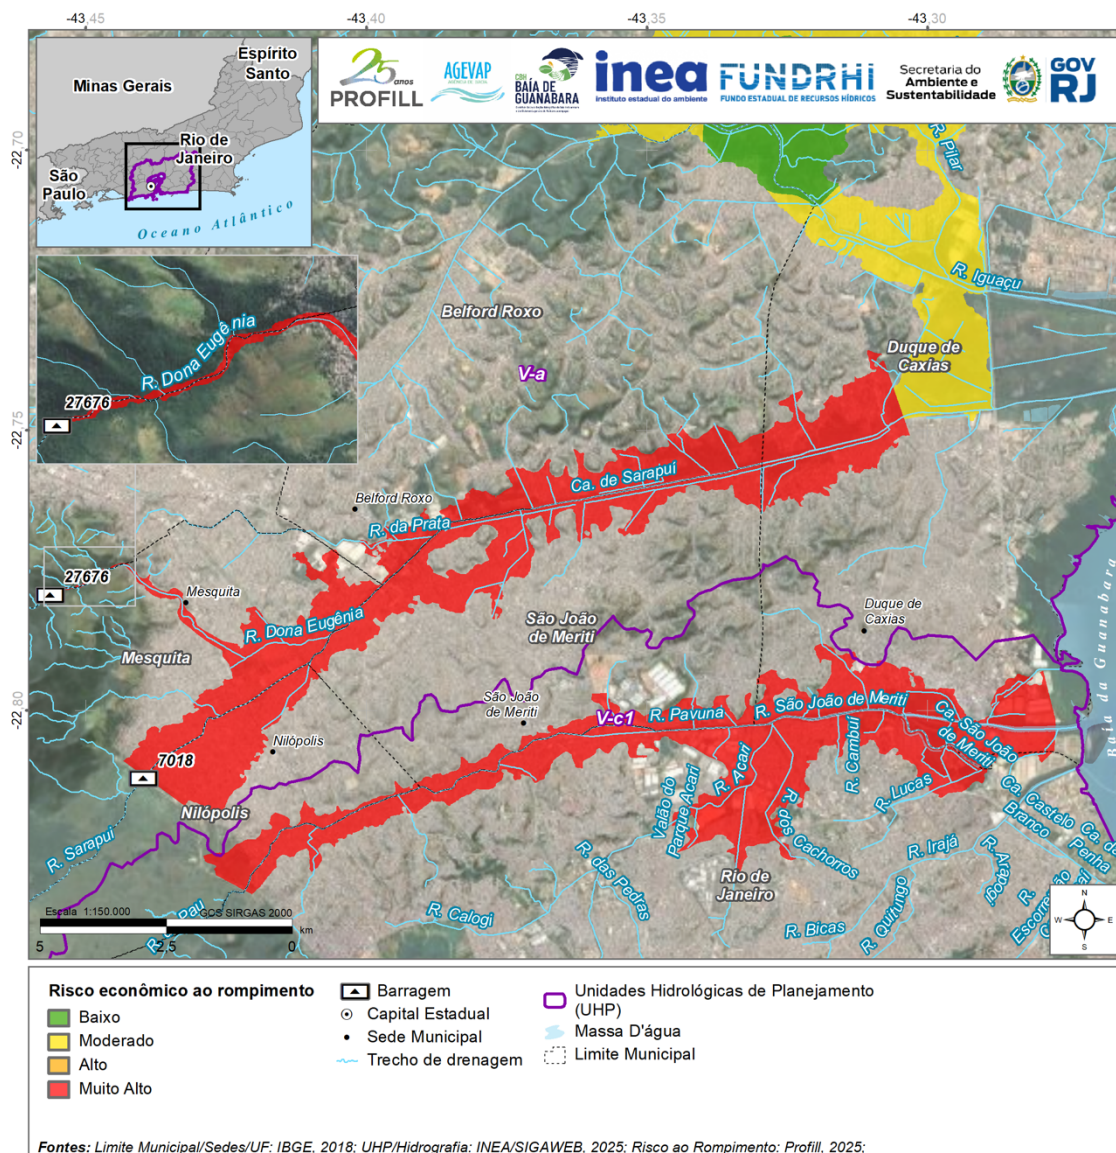 -43,45
-43,40
-43,35
-43,30
-22,70
-22,75
-22,80
Espírito
Santo
Minas Gerais
Rio de
Janeiro
São
Paulo
Oceano Atlântico
25 anos
PROFILL
AGEVAP
CBH
BAÍA DE
GUANABARA
inea
instituto estadual do ambiente
FUNDRHI
FUNDO ESTADUAL DE RECURSOS HÍDRICOS
Secretaria do
Ambiente e
Sustentabilidade
GOV
RJ
R. Pilar
R. Iguaçu
Belford Roxo
V-a
Duque de
Caxias
R. Dona Eugênia
27676
Ca. de Sarapuí
Belford Roxo
R. da Prata
27676
Mesquita
R. Dona Eugênia
São João
de Meriti
Duque de
Caxias
Mesquita
Baía da Guanabara
São João
de Meriti
V-c1
R. Pavuna
R. São João de Meriti
Ca. São João
de Meriti
Nilópolis
7018
R. Acari
R. Cambuí
Valão do
Parque Acari
R. Lucas
Nilópolis
R. dos Cachorros
Ca. Castelo
Branco
Ca. da
Penha
R. Sarapuí
R. das Pedras
R. Irajá
R. Arapogi
Rio de
Janeiro
R. Calogi
R. Bicas
R. Quitungo
R.
Pau
Escala 1:150.000
GCS SIRGAS 2000
5
2,5
0
km
N
W
E
S
Risco econômico ao rompimento
Baixo
Moderado
Alto
Muito Alto
Barragem
Capital Estadual
Sede Municipal
Trecho de drenagem
Unidades Hidrológicas de Planejamento
(UHP)
Massa D'água
Limite Municipal
Fontes: Limite Municipal/Sedes/UF: IBGE, 2018; UHP/Hidrografia: INEA/SIGAWEB, 2025; Risco ao Rompimento: Profill, 2025;